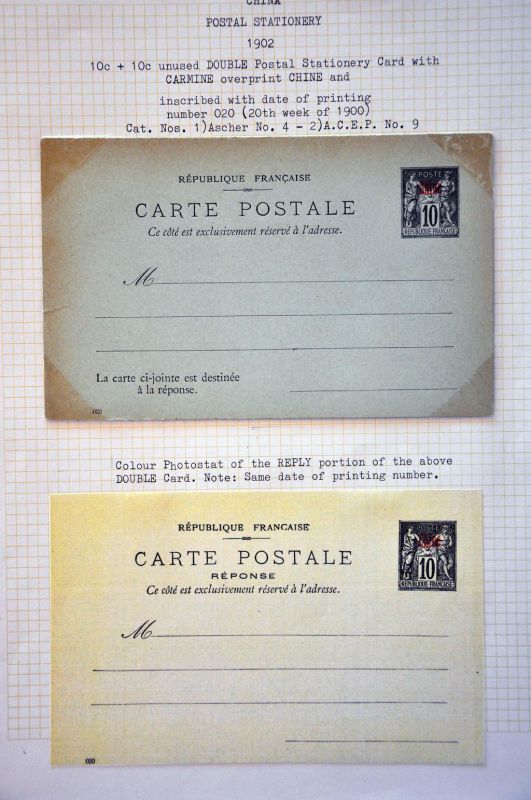 CHINA
POSTAL STATIONERY
1902
10c + 10c unused DOUBLE Postal Stationery Card with
CARMINE overprint CHINE and
inscribed with date of printing
number 020 (20th week of 1900)
Cat. Nos. 1)Ascher No. 4 - 2)A.C.E.P. No. 9
RÉPUBLIQUE FRANÇAISE
CARTE POSTALE
Ce côté est exclusivement réservé à l'adresse.
POSTE
10
REPUBLIQUE FRANÇAISE
M
La carte ci-jointe est destinée
à la réponse.
020
Colour Photostat of the REPLY portion of the above
DOUBLE Card. Note: Same date of printing number.
RÉPUBLIQUE FRANCAISE
CARTE POSTALE
RÉPONSE
Ce côté est exclusivement réservé à l'adresse.
POSTE
10
REPUBLIQUE FRANÇAISE
M
020